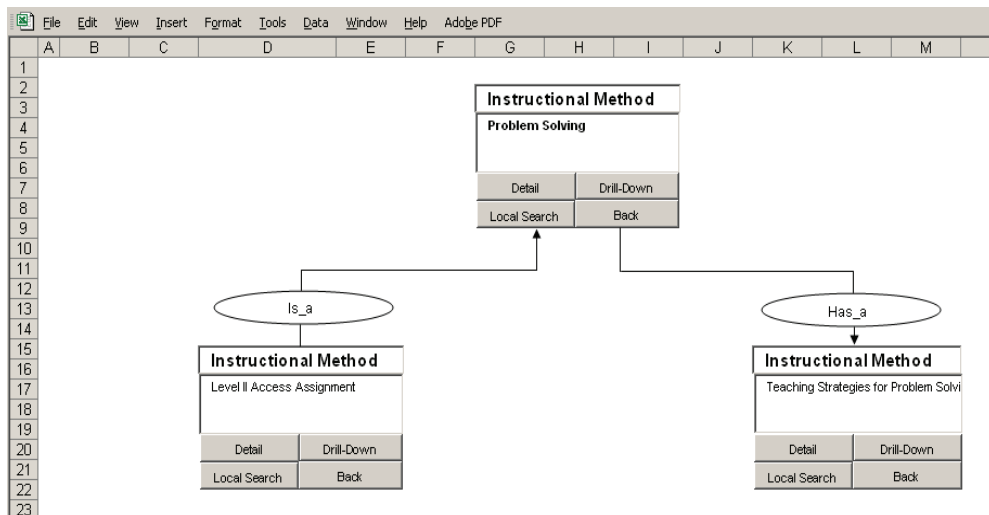 File Edit View Insert Format Tools Data Window Help Adobe PDF
A B C D E F G H I J K L M
1
2
Instructional Method
3
4
Problem Solving
5
6
7
Detail Drill-Down
8
Local Search Back
9
10
11
12
13
Is_a Has_a
14
15
Instructional Method Instructional Method
16
17
Level II Access Assignment Teaching Strategies for Problem Solvi
18
19
20
Detail Drill-Down Detail Drill-Down
21
Local Search Back Local Search Back
22
23